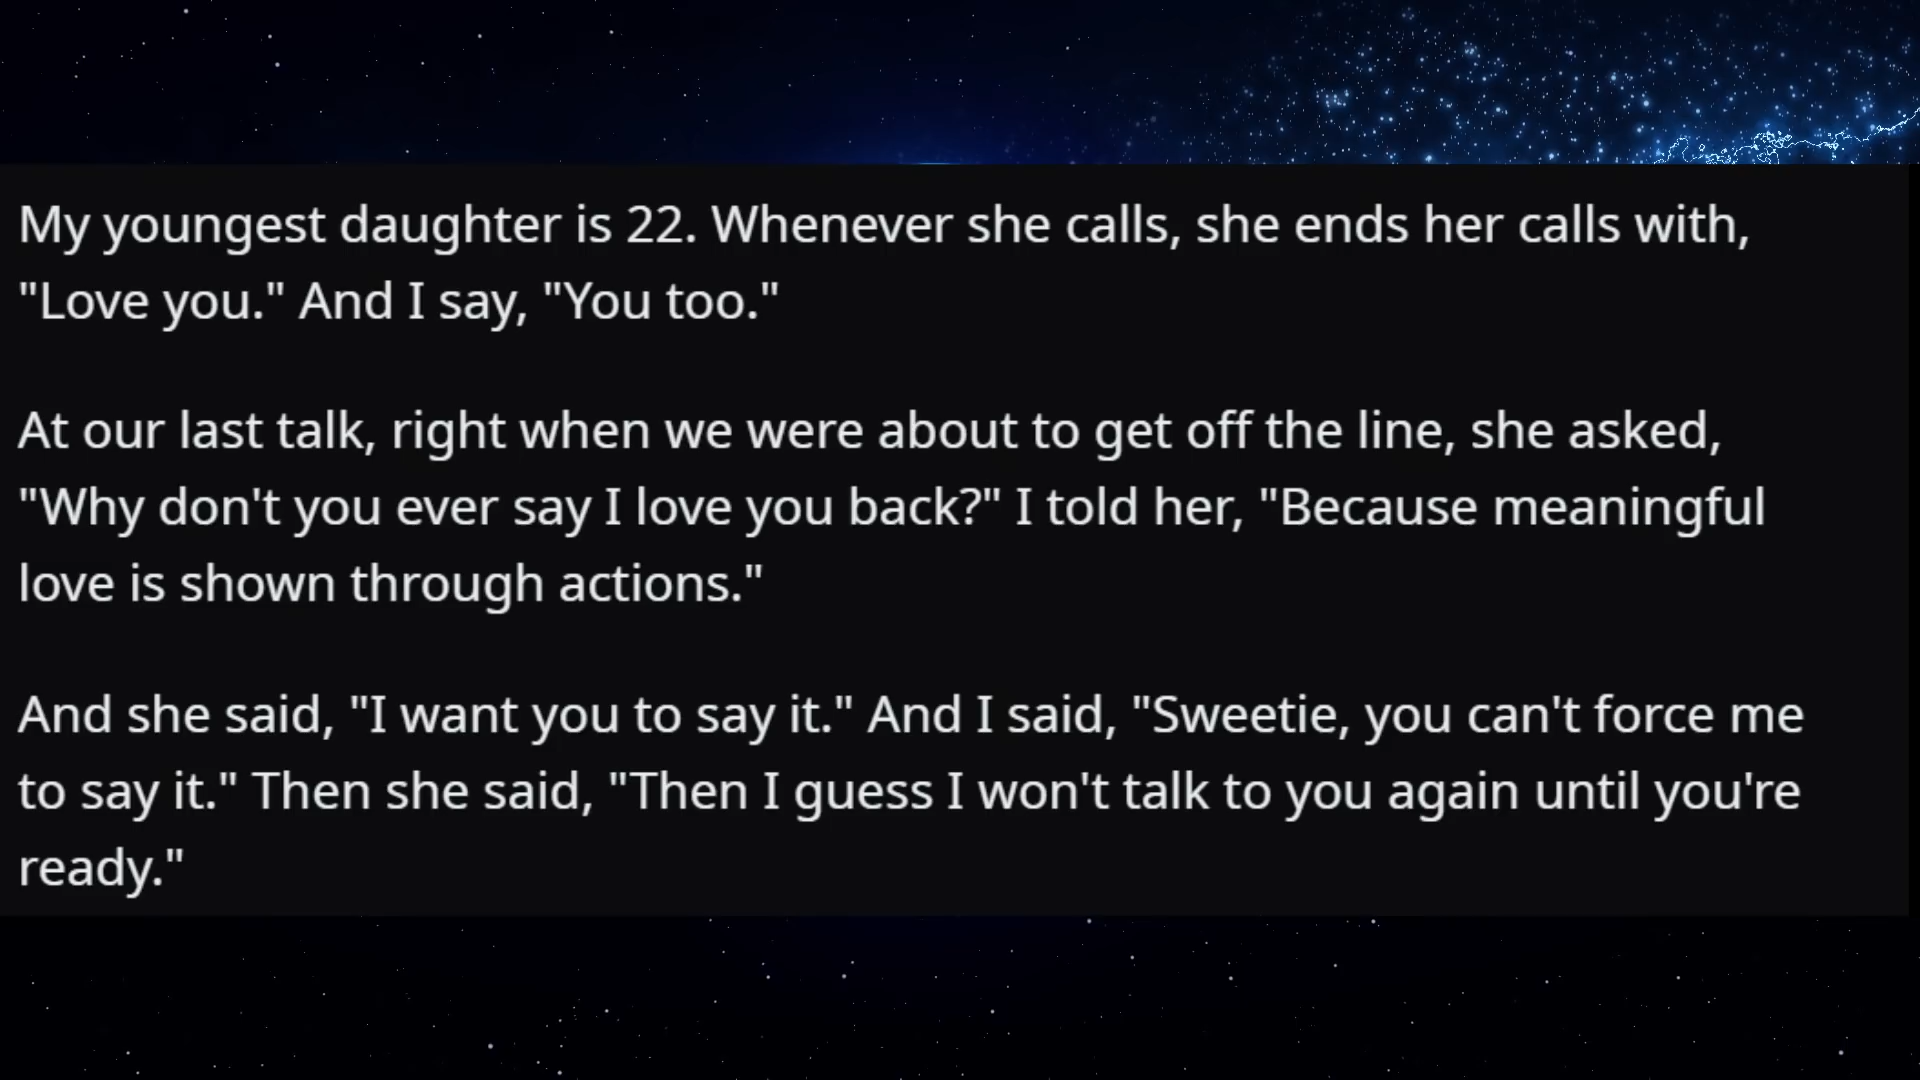 My youngest daughter is 22. Whenever she calls, she ends her calls with,
"Love you." And I say, "You too."
At our last talk, right when we were about to get off the line, she asked,
"Why don't you ever say I love you back?" I told her, "Because meaningful
love is shown through actions."
And she said, "I want you to say it." And I said, "Sweetie, you can't force me
to say it." Then she said, "Then I guess I won't talk to you again until you're
ready."